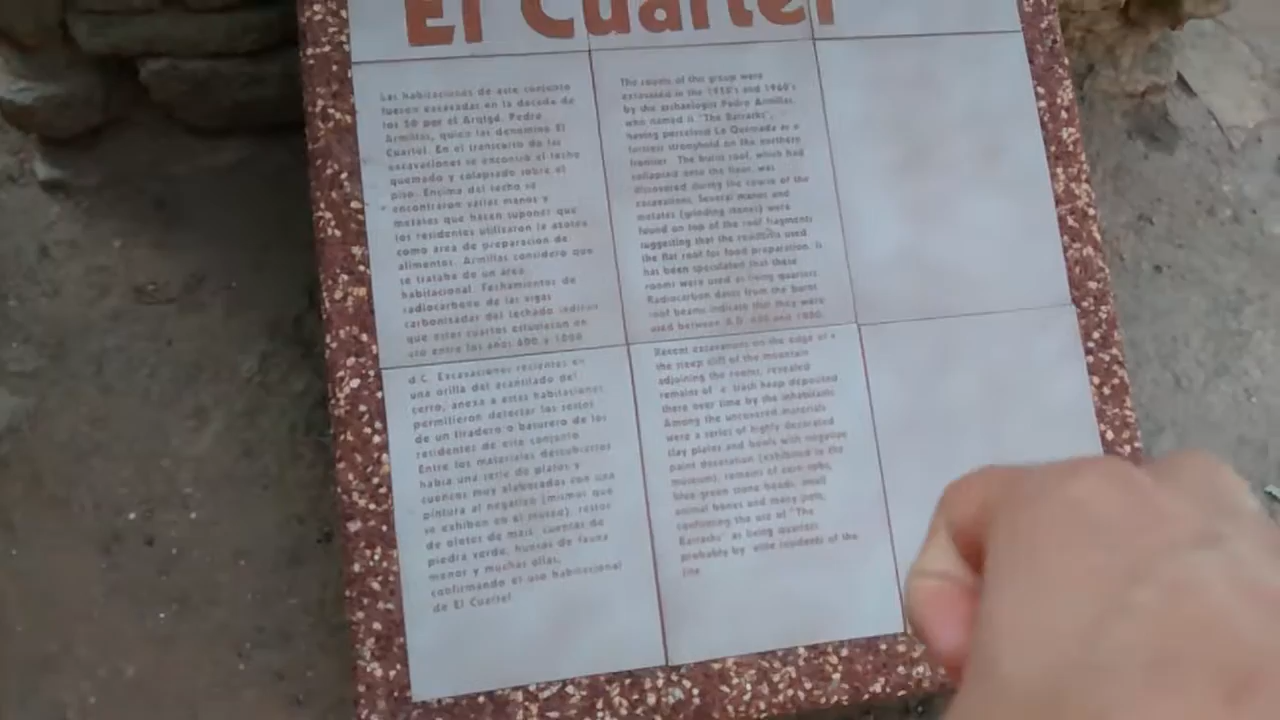 El Cuartel
Las habitaciones de este conjunto
fueron excavadas en la decada de
los 50 por el Arqlgo. Pedro
Armillas, quien las denomino El
Cuartel. En el transcurso de las
excavaciones se encontro el techo
quemado y colapsado sobre el
piso. Encima del techo se
encontraron varias manos y
metates que hacen suponer que
los residentes utilizaron la azotea
como area de preparacion de
alimentos. Armillas considero que
se trataba de un area
habitacional. Fechamientos de
radiocarbono de las vigas
carbonizadas del techado indican
que estos cuartos estuvieron en
uso entre los años 600 y 1000
d.C. Excavaciones recientes en
una orilla del acantilado del
cerro, anexa a estas habitaciones
permitieron detectar los restos
de un tiradero o basurero de los
residentes de este conjunto.
Entre los materiales descubiertos
habia una serie de platos y
cuencos muy elaborados con una
pintura al negativo (mismos que
se exhiben en el museo), restos
de olotes de maiz, cuentas de
piedra verde, huesos de fauna
menor y muchas ollas,
confirmando el uso habitacional
de El Cuartel
The rooms of this group were
excavated in the 1950's and 1960's
by the archaeologist Pedro Armillas,
who named it "The Barracks",
having perceived La Quemada as a
fortress stronghold on the northern
frontier. The burnt roof, which had
collapsed onto the floor, was
discovered during the course of the
excavations. Several manos and
metates (grinding stones) were
found on top of the roof fragments
suggesting that the residents used
the flat roof for food preparation. It
has been speculated that these
rooms were used as living quarters.
Radiocarbon dates from the burnt
roof beams indicate that they were
used between A.D. 600 and 1000.
Recent excavations on the edge of
the steep cliff of the mountain
adjoining the rooms, revealed
remains of a trash heap deposited
there over time by the inhabitants
Among the uncovered materials
were a series of highly decorated
clay plates and bowls with negative
paint decoration (exhibited in the
museum), remains of corn cobs,
blue green stone beads, small
animal bones and many pots,
confirming the use of "The
Barracks" as being quarters
probably by elite residents of the